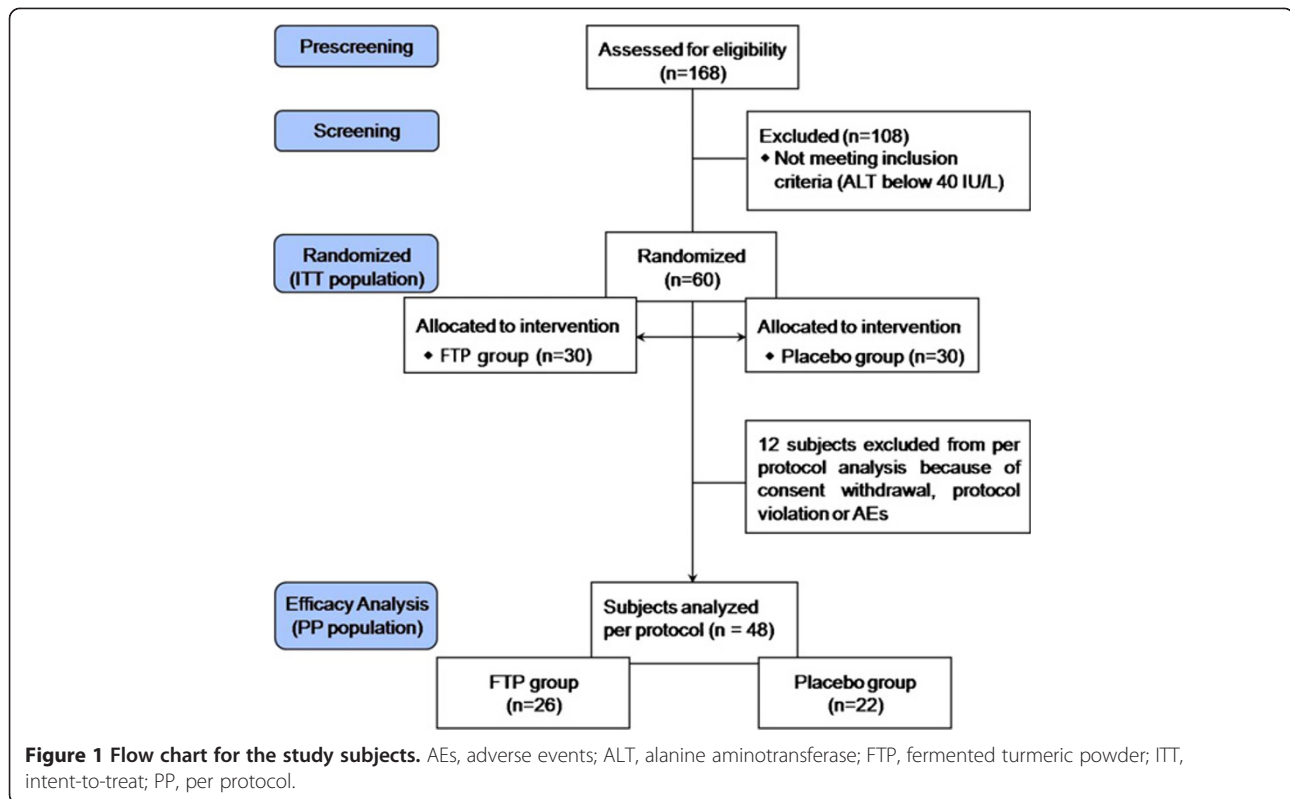 Prescreening
Assessed for eligibility
(n=168)
Screening
Excluded (n=108)
◆ Not meeting inclusion
criteria (ALT below 40 IU/L)
Randomized
(ITT population)
Randomized
(n=60)
Allocated to intervention
◆ FTP group (n=30)
Allocated to intervention
◆ Placebo group (n=30)
12 subjects excluded from per
protocol analysis because of
consent withdrawal, protocol
violation or AEs
Efficacy Analysis
(PP population)
Subjects analyzed
per protocol (n = 48)
FTP group
(n=26)
Placebo group
(n=22)
Figure 1 Flow chart for the study subjects. AEs, adverse events; ALT, alanine aminotransferase; FTP, fermented turmeric powder; ITT,
intent-to-treat; PP, per protocol.